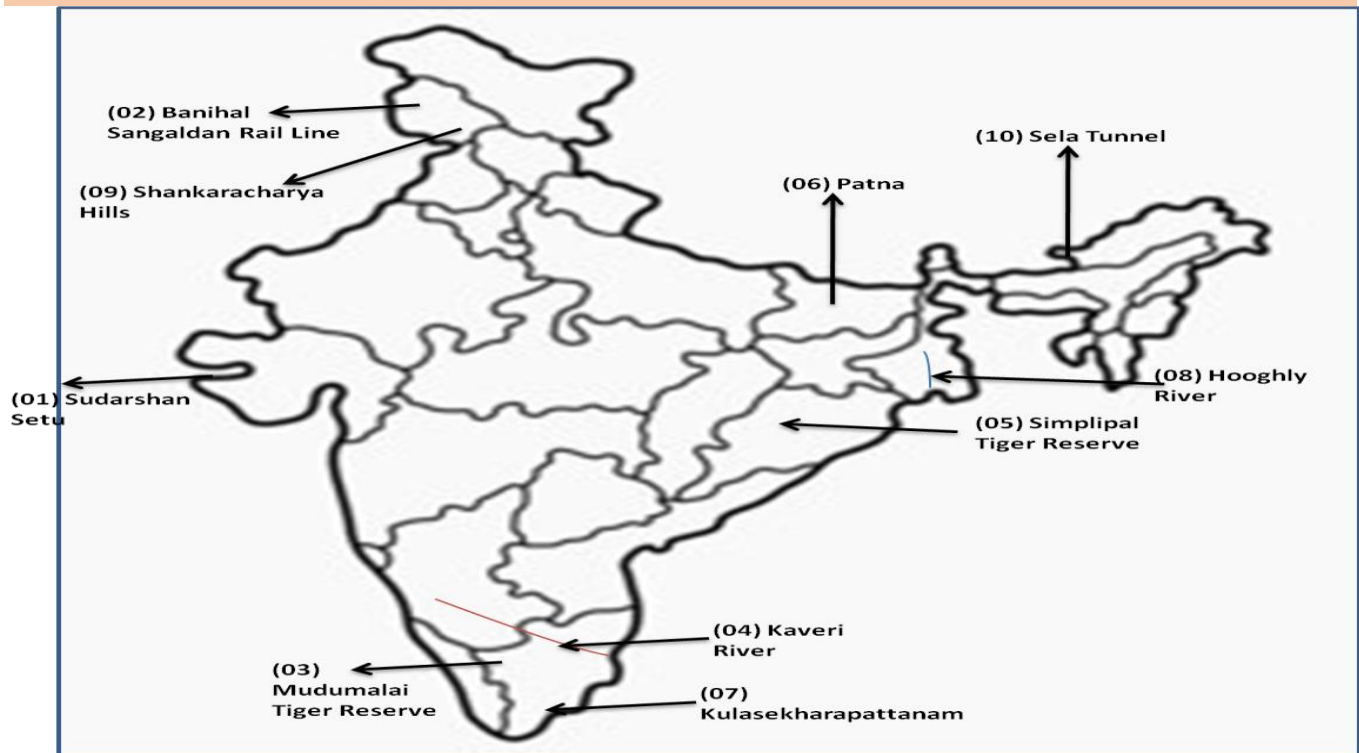 (02) Banihal
Sangaldan Rail Line
(10) Sela Tunnel
(06) Patna
(09) Shankaracharya
Hills
(01) Sudarshan
Setu
(08) Hooghly
River
(05) Simplipal
Tiger Reserve
(04) Kaveri
River
(03)
Mudumalai
Tiger Reserve
(07)
Kulasekharapattanam